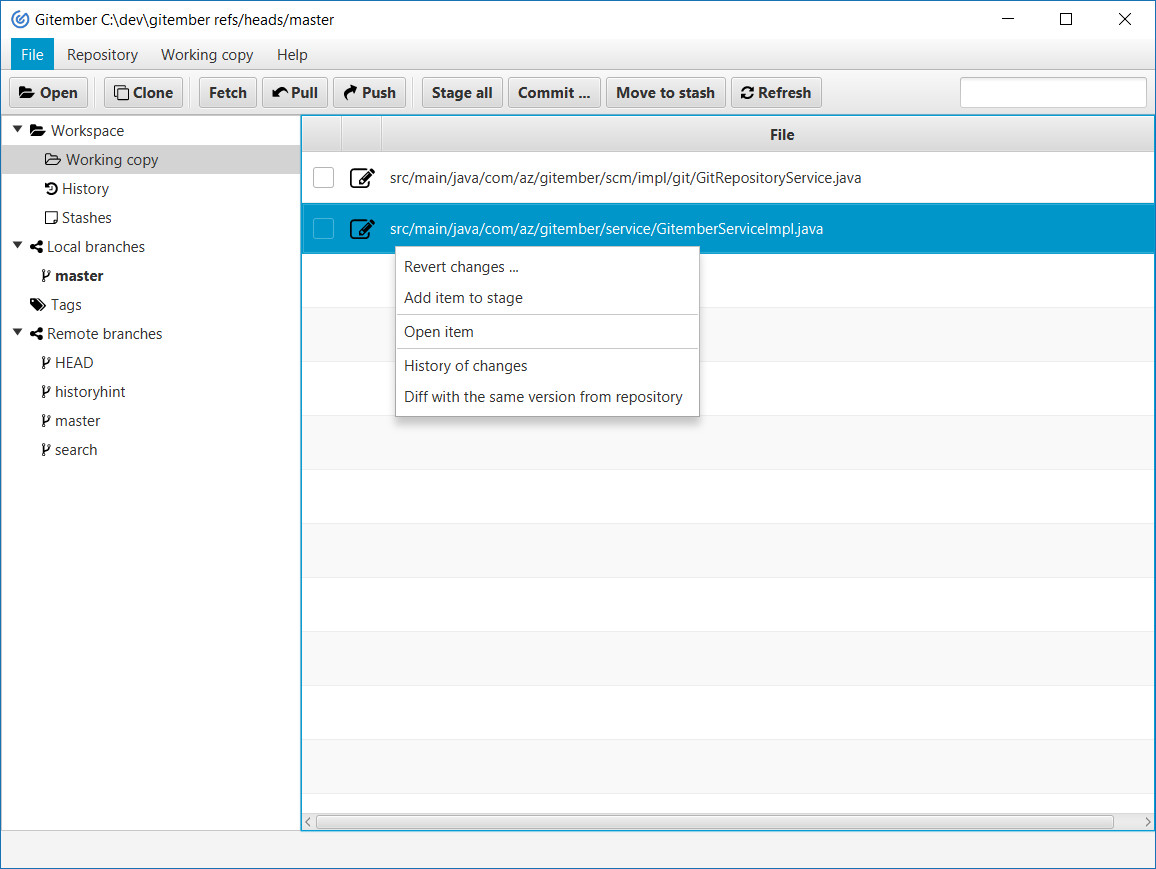 Gitember C:\dev\gitember refs/heads/master
File Repository Working copy Help
Open Clone Fetch Pull Push Stage all Commit ... Move to stash Refresh
Workspace
Working copy
History
Stashes
Local branches
master
Tags
Remote branches
HEAD
historyhint
master
search
File
src/main/java/com/az/gitember/scm/impl/git/GitRepositoryService.java
src/main/java/com/az/gitember/service/GitemberServiceImpl.java
Revert changes ...
Add item to stage
Open item
History of changes
Diff with the same version from repository